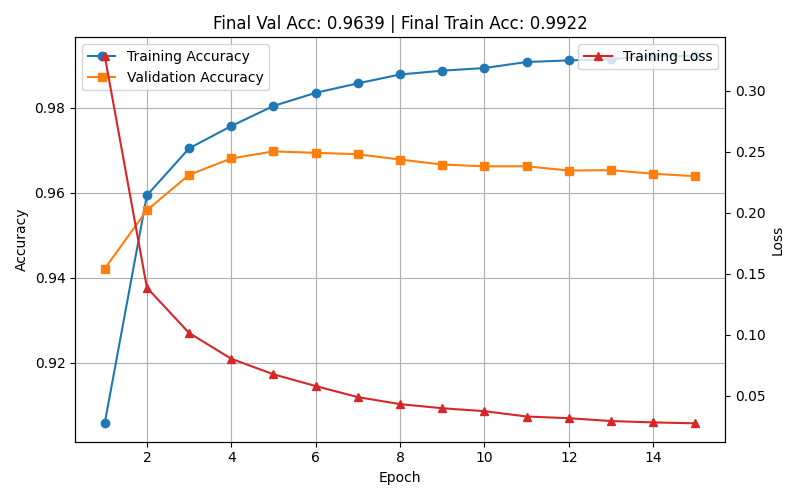 Final Val Acc: 0.9639 | Final Train Acc: 0.9922
Training Accuracy
Validation Accuracy
Training Loss
0.98
0.96
0.94
0.92
Accuracy
0.30
0.25
0.20
0.15
0.10
0.05
Loss
2 4 6 8 10 12 14
Epoch